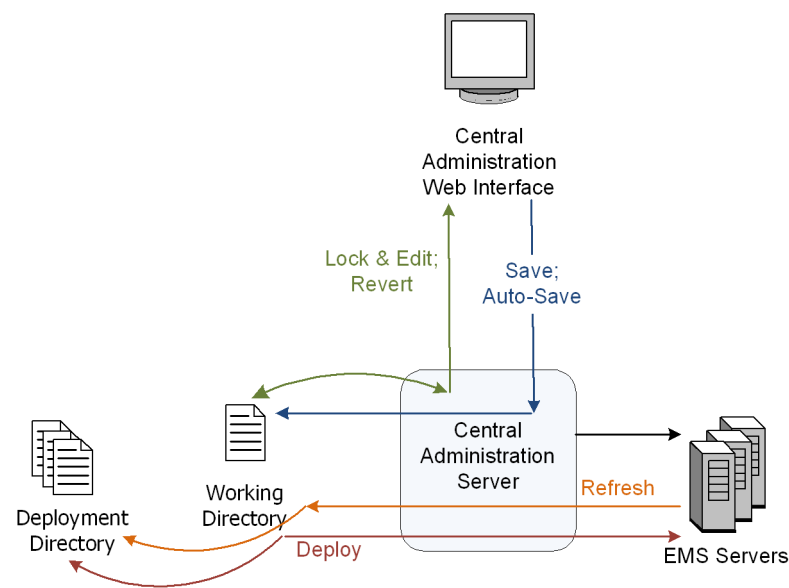 Central
Administration
Web Interface
Lock & Edit;
Revert
Save;
Auto-Save
Central
Administration
Server
Working
Directory
Deployment
Directory
Refresh
Deploy
EMS Servers